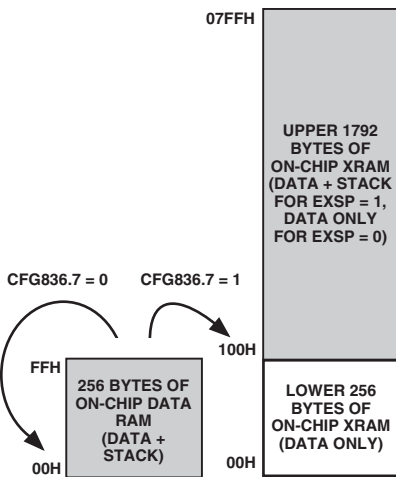 07FFH
UPPER 1792
BYTES OF
ON-CHIP XRAM
(DATA + STACK
FOR EXSP = 1,
DATA ONLY
FOR EXSP = 0)
CFG836.7 = 0
CFG836.7 = 1
100H
FFH
256 BYTES OF
ON-CHIP DATA
RAM
(DATA +
STACK)
00H
LOWER 256
BYTES OF
ON-CHIP XRAM
(DATA ONLY)
00H